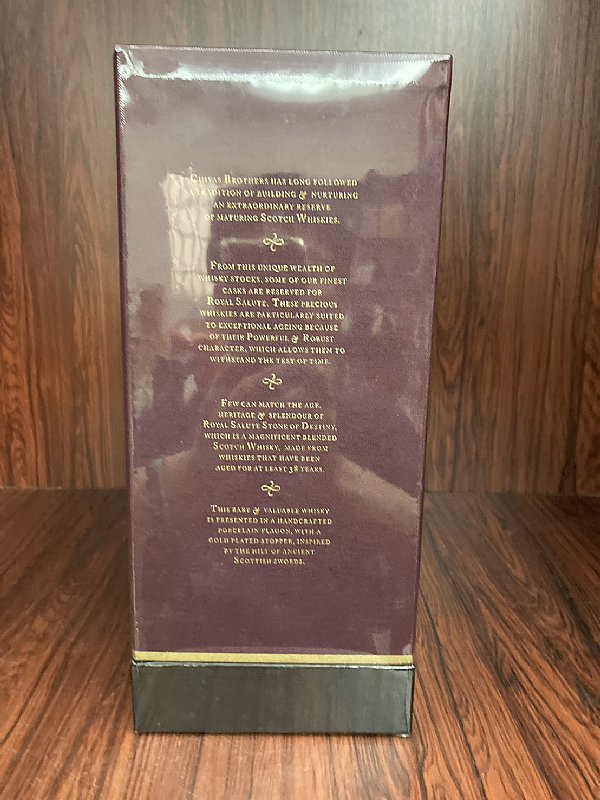 CHIVAS BROTHERS HAS LONG FOLLOWED
A TRADITION OF BUILDING & NURTURING
AN EXTRAORDINARY RESERVE
OF MATURING SCOTCH WHISKIES.
FROM THIS UNIQUE WEALTH OF
WHISKY STOCKS, SOME OF OUR FINEST
CASKS ARE RESERVED FOR
ROYAL SALUTE. THESE PRECIOUS
WHISKIES ARE PARTICULARLY SUITED
TO EXCEPTIONAL AGEING BECAUSE
OF THEIR POWERFUL & ROBUST
CHARACTER, WHICH ALLOWS THEM TO
WITHSTAND THE TEST OF TIME.
FEW CAN MATCH THE AGE,
HERITAGE & SPLENDOUR OF
ROYAL SALUTE STONE OF DESTINY,
WHICH IS A MAGNIFICENT BLENDED
SCOTCH WHISKY, MADE FROM
WHISKIES THAT HAVE BEEN
AGED FOR AT LEAST 38 YEARS.
THIS RARE & VALUABLE WHISKY
IS PRESENTED IN A HANDCRAFTED
PORCELAIN FLAGON, WITH A
GOLD PLATED STOPPER, INSPIRED
BY THE HILT OF ANCIENT
SCOTTISH SWORDS.